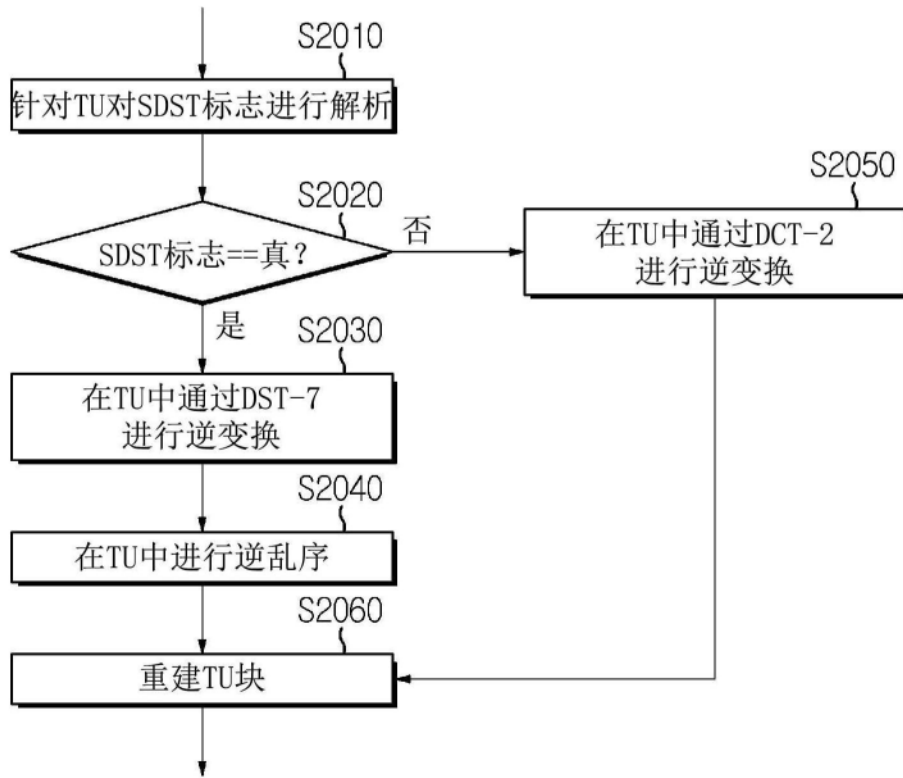 S2010
针对TU对SDST标志进行解析
S2020
SDST标志==真?
否
S2050
在TU中通过DCT-2
进行逆变换
是
S2030
在TU中通过DST-7
进行逆变换
S2040
在TU中进行逆乱序
S2060
重建TU块